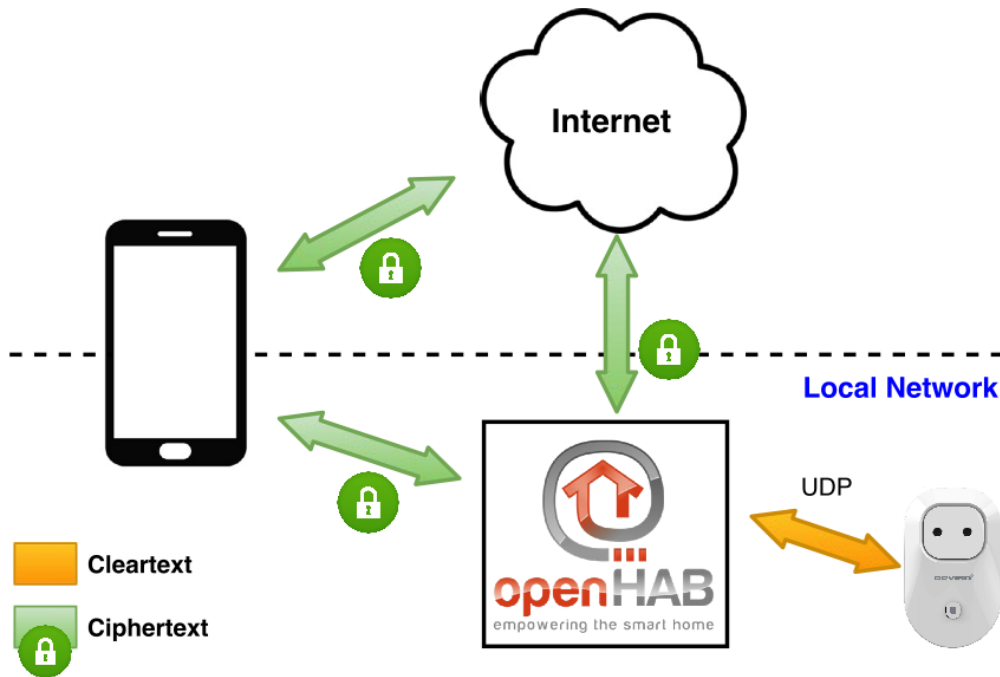 Internet
Local Network
UDP
openHAB
empowering the smart home
Cleartext
Ciphertext